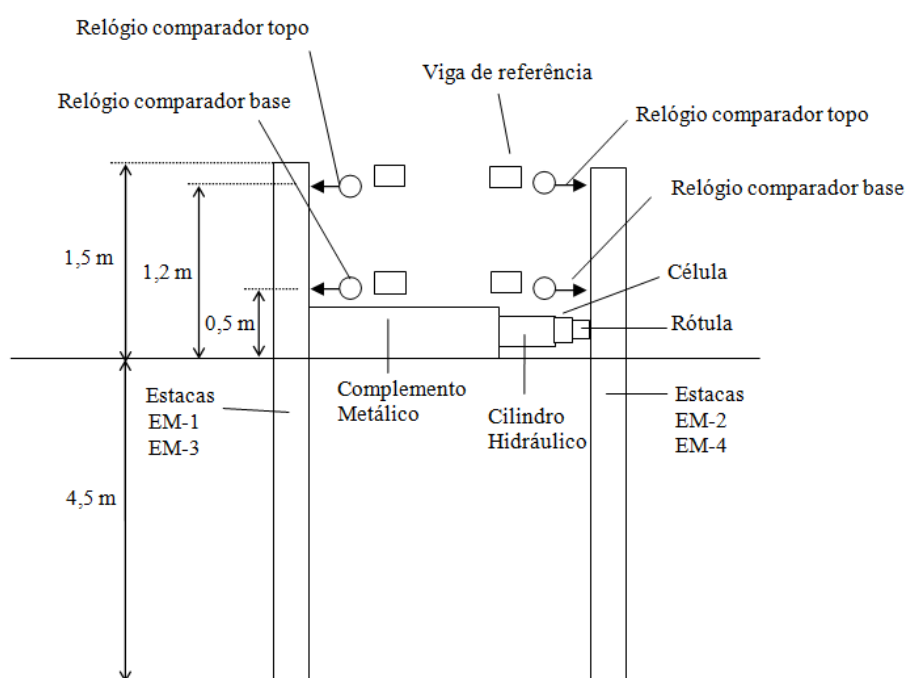 Relógio comparador topo
Viga de referência
Relógio comparador base
Relógio comparador topo
Relógio comparador base
1,5 m
1,2 m
Célula
0,5 m
Rótula
Estacas
EM-1
EM-3
Complemento
Metálico
Cilindro
Hidráulico
Estacas
EM-2
EM-4
4,5 m